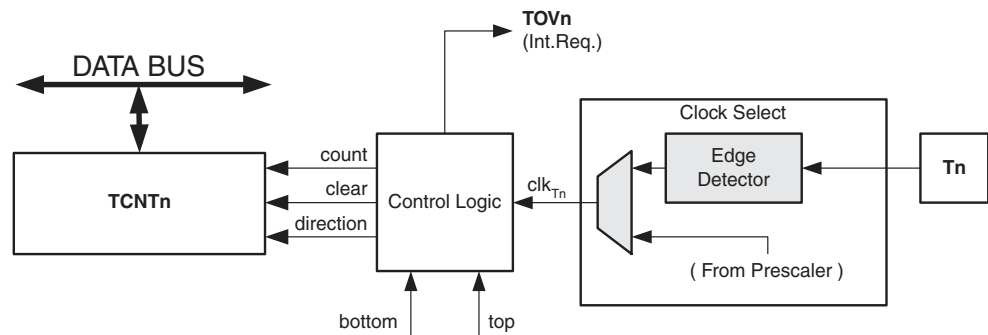 TOVn
(Int.Req.)
DATA BUS
Clock Select
TCNTn
count
clear
direction
Control Logic
clkTn
Edge
Detector
Tn
( From Prescaler )
bottom
top